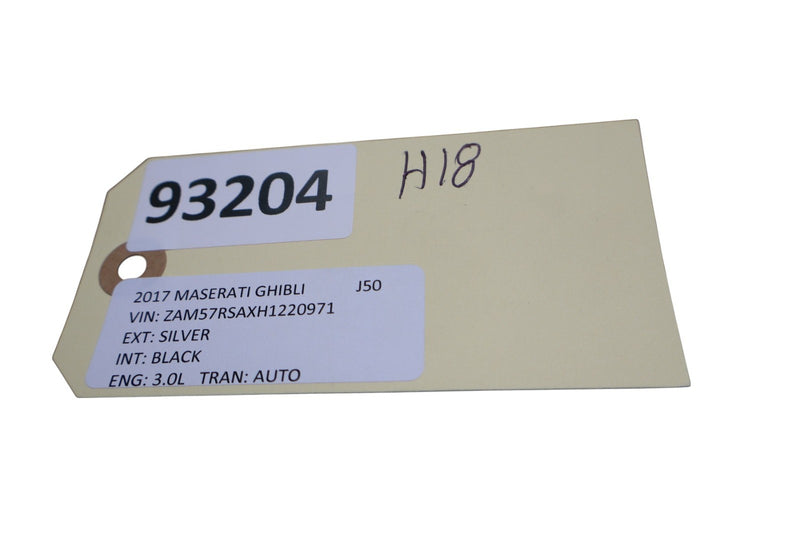 93204
H18
2017 MASERATI GHIBLI J50
VIN: ZAM57RSAXH1220971
EXT: SILVER
INT: BLACK
ENG: 3.0L TRAN: AUTO